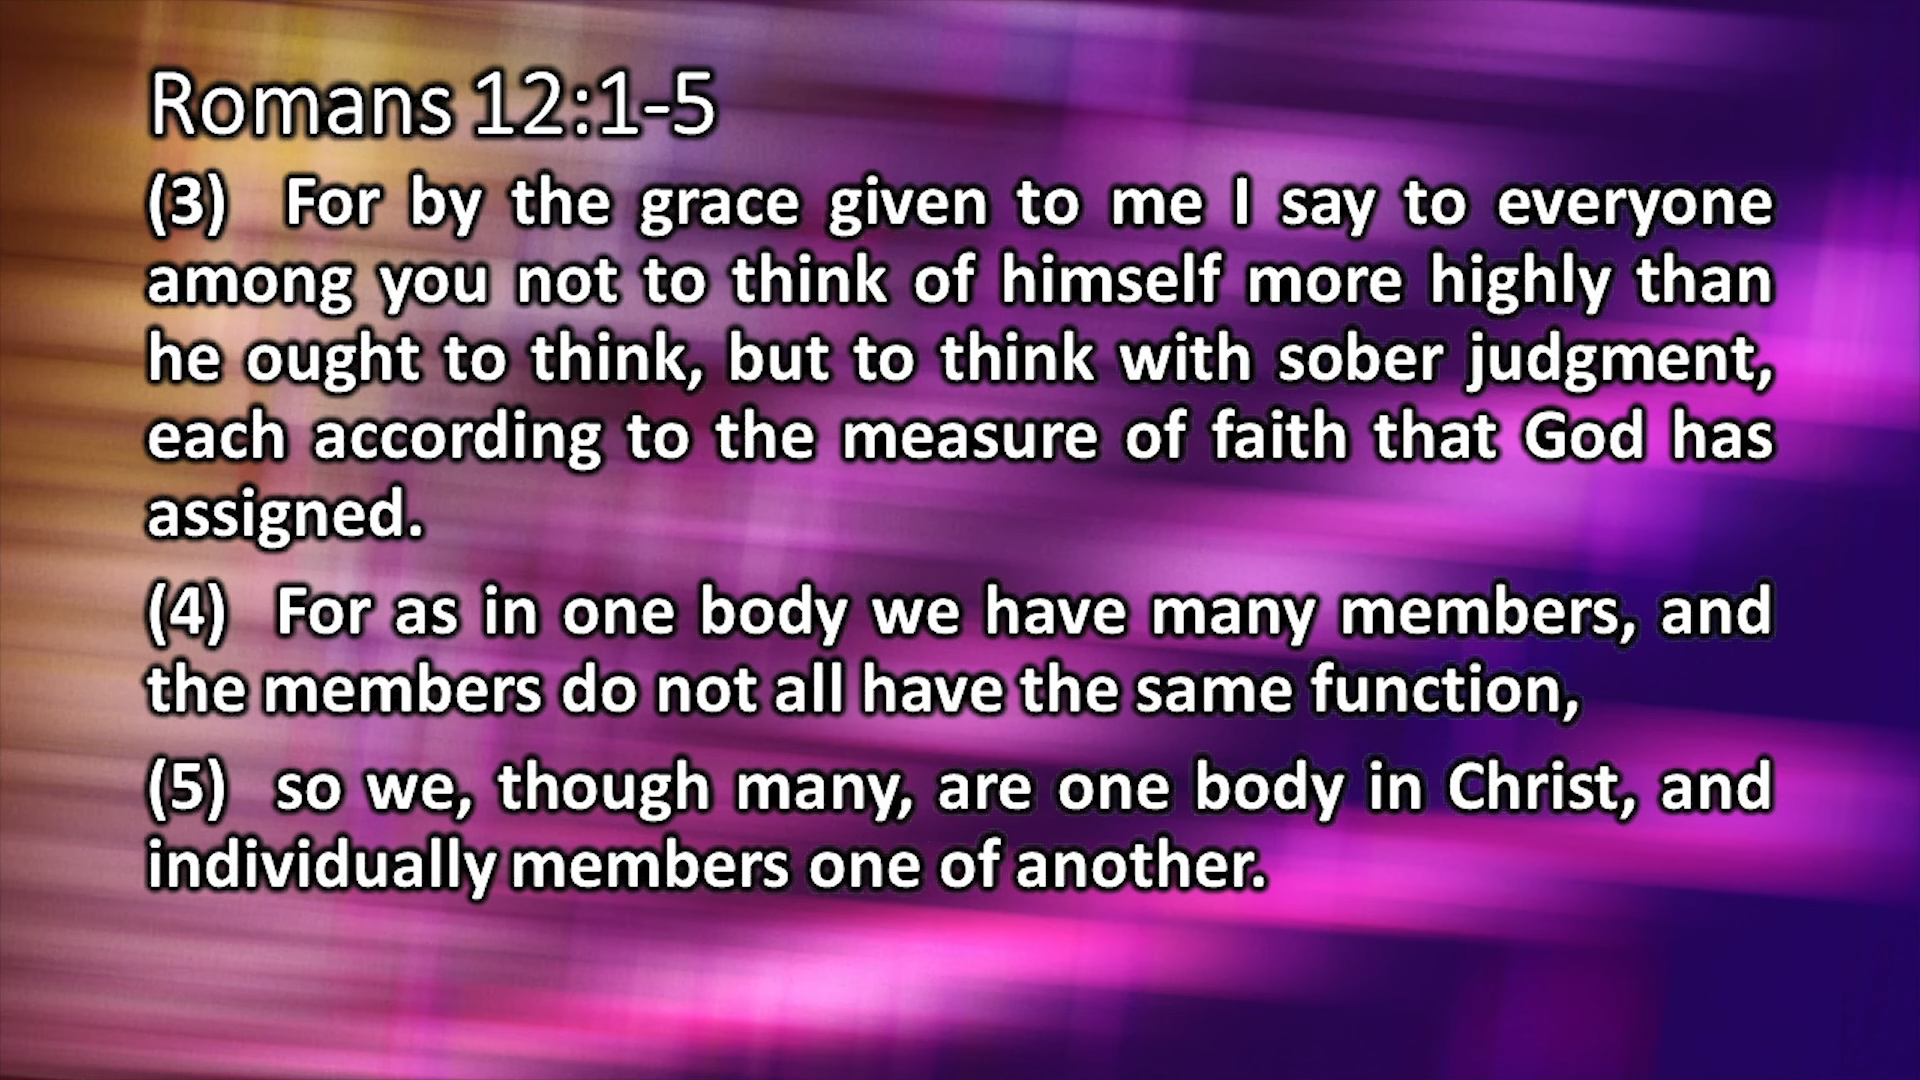 Romans 12:1-5
(3) For by the grace given to me I say to everyone
among you not to think of himself more highly than
he ought to think, but to think with sober judgment,
each according to the measure of faith that God has
assigned.
(4) For as in one body we have many members, and
the members do not all have the same function,
(5) so we, though many, are one body in Christ, and
individually members one of another.